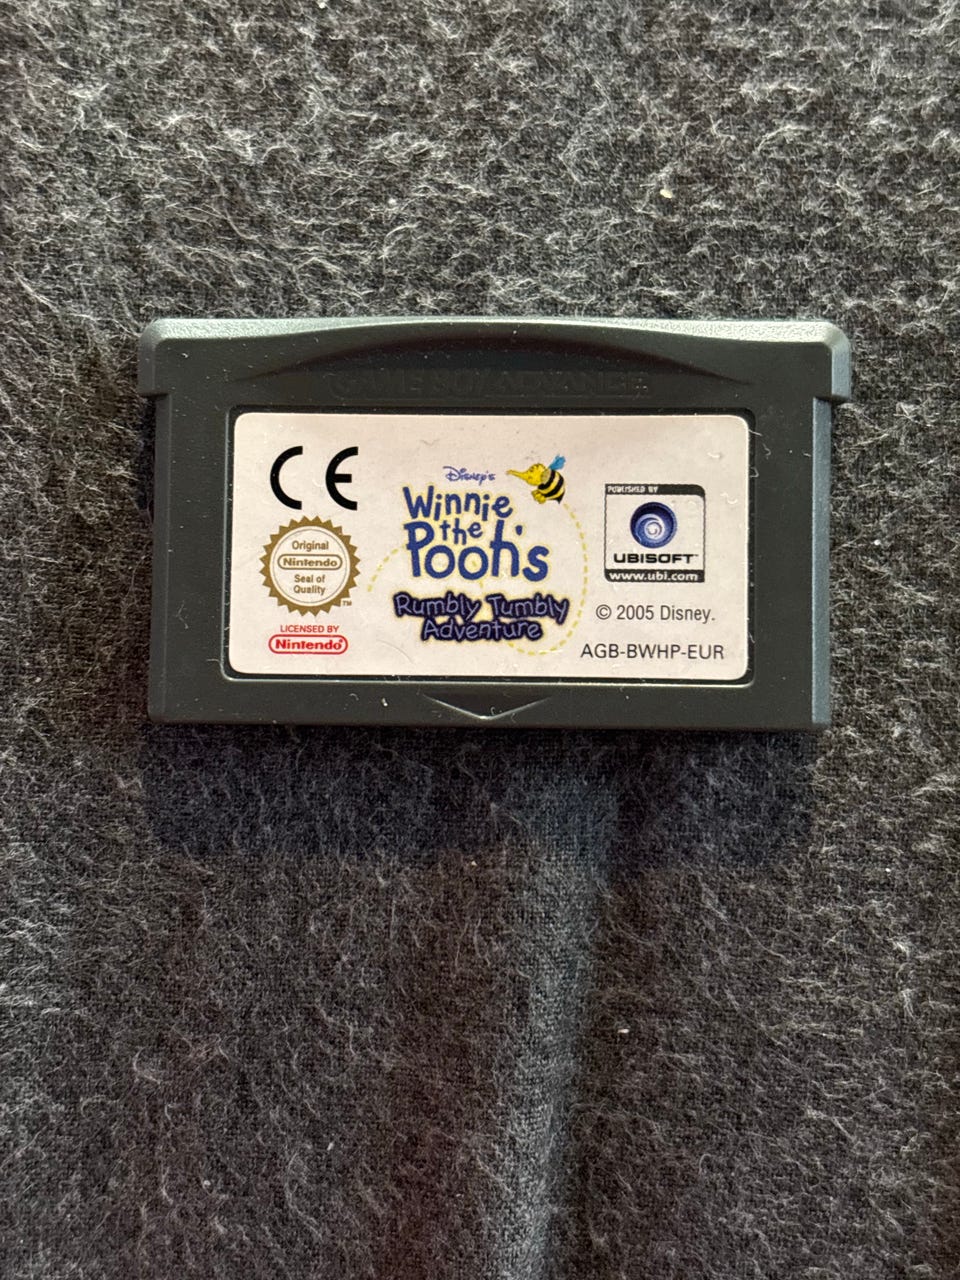 GAME BOY ADVANCE
CE
Original
Nintendo
Seal of
Quality
TM
LICENSED BY
Nintendo
Disney's
Winnie
the
Pooh's
Rumbly Tumbly
Adventure
PUBLISHED BY
UBISOFT
www.ubi.com
© 2005 Disney.
AGB-BWHP-EUR